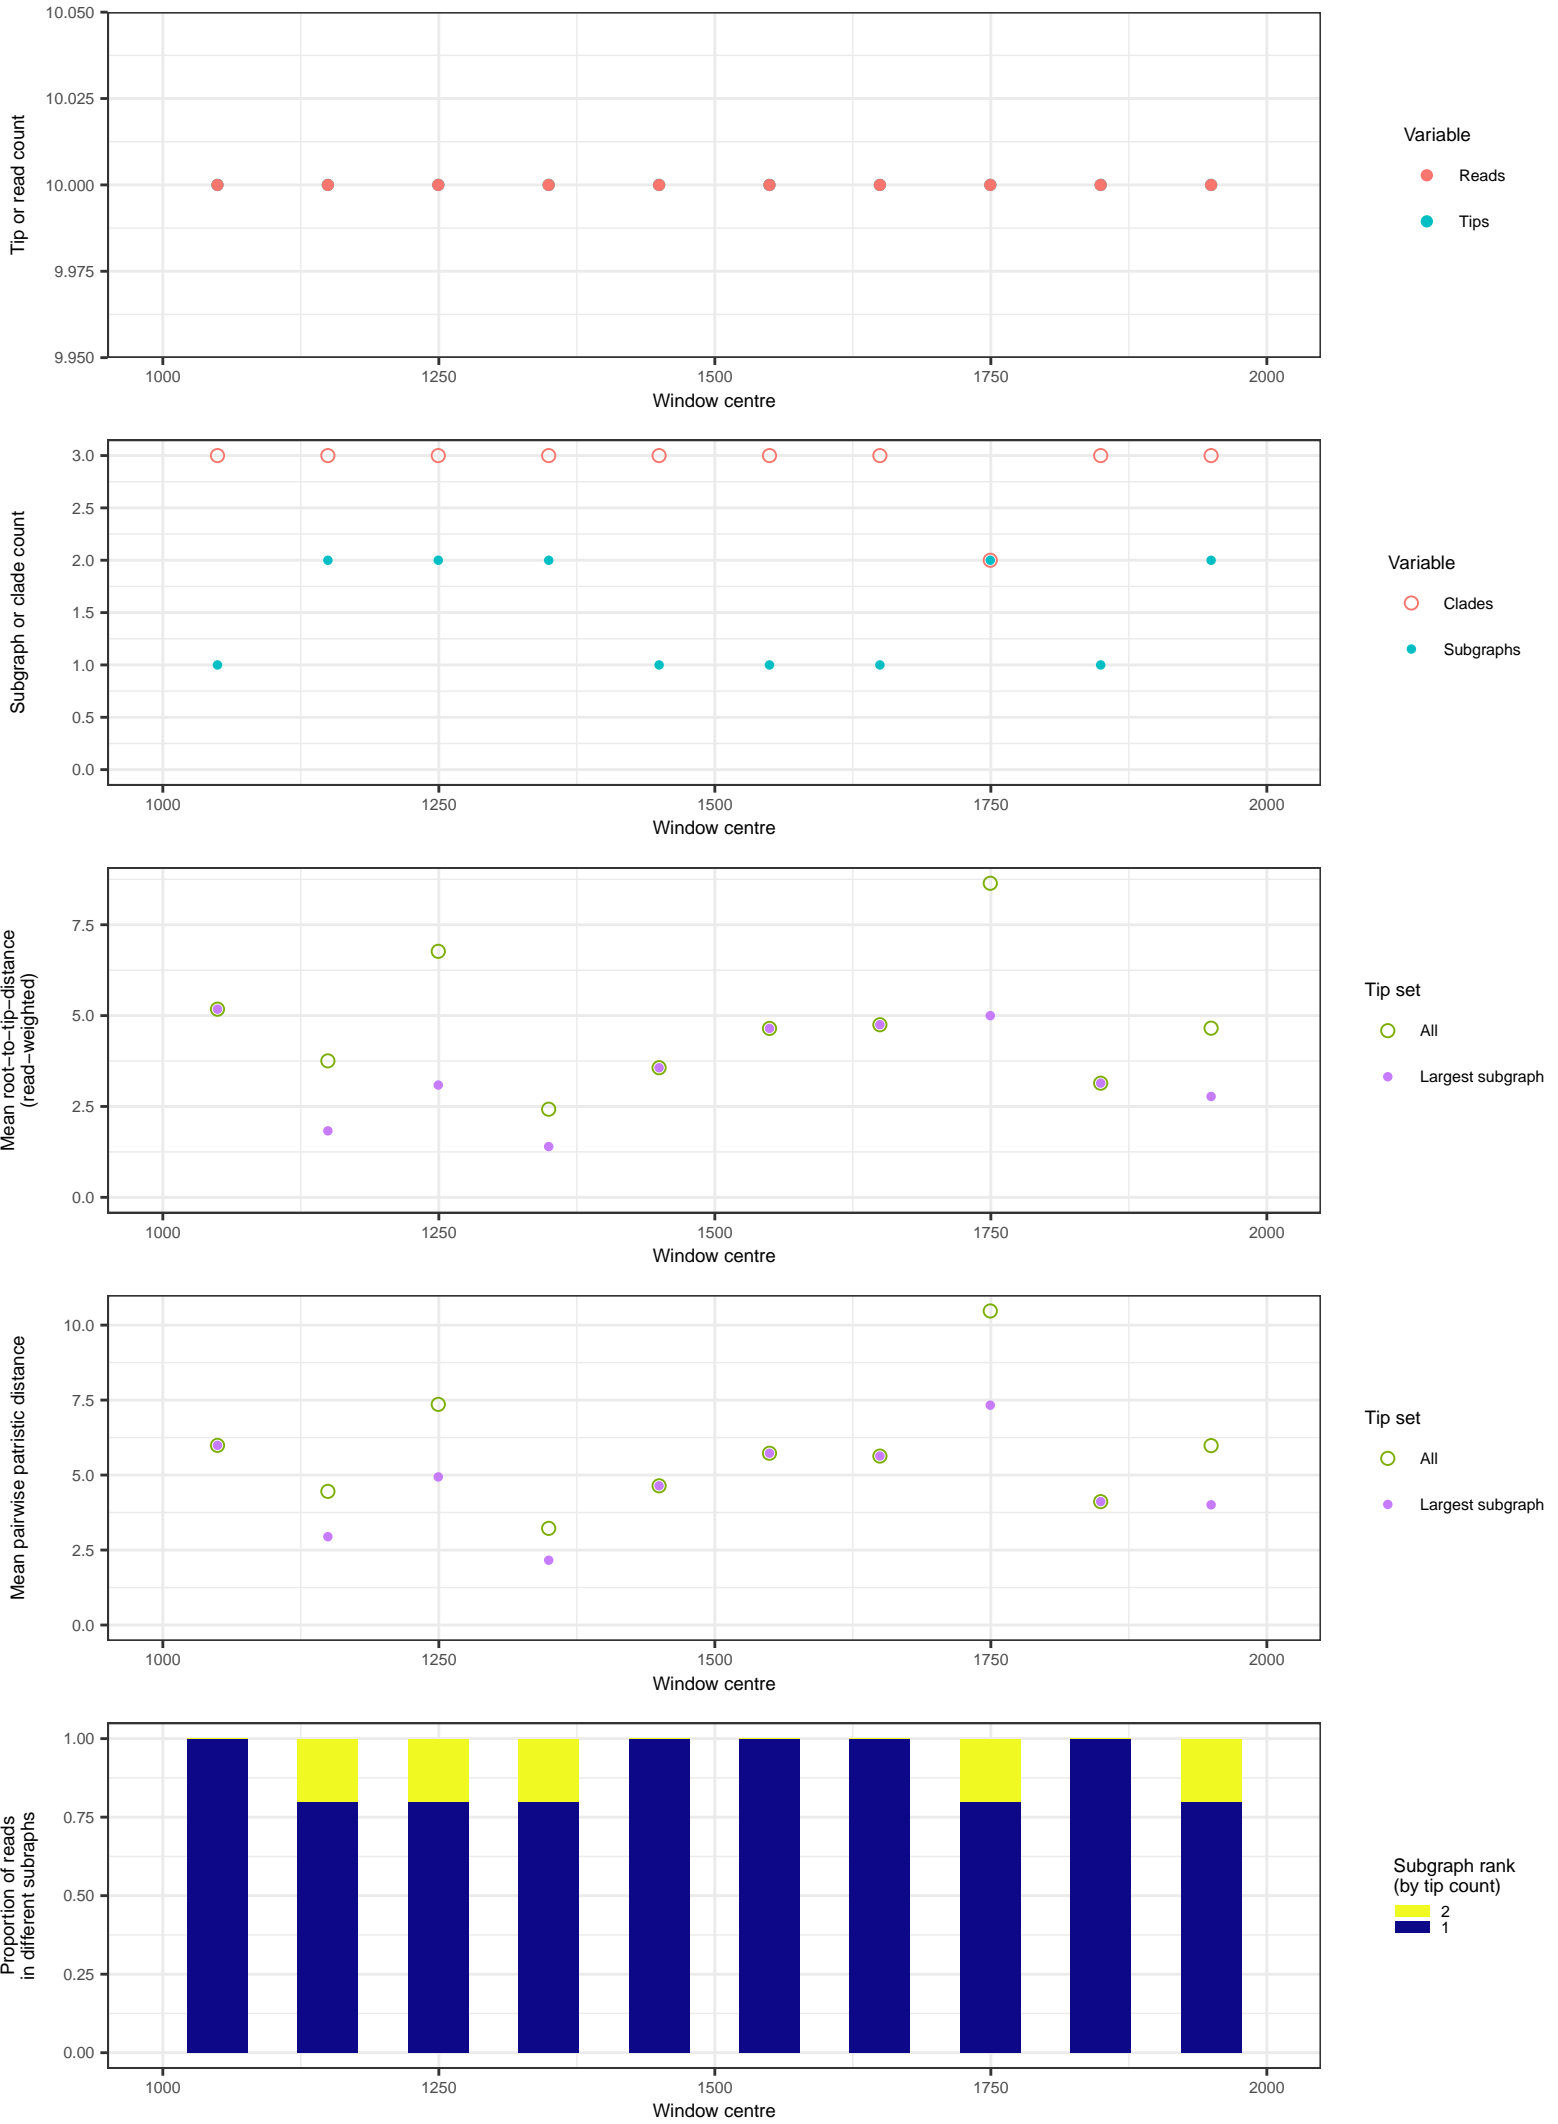 10.050
10.025
10.000
9.975
9.950
Tip or read count
1000 1250 1500 1750 2000
Window centre
Variable
Reads
Tips
3.0
2.5
2.0
1.5
1.0
0.5
0.0
Subgraph or clade count
1000 1250 1500 1750 2000
Window centre
Variable
Clades
Subgraphs
7.5
5.0
2.5
0.0
Mean root−to−tip−distance
(read−weighted)
1000 1250 1500 1750 2000
Window centre
Tip set
All
Largest subgraph
10.0
7.5
5.0
2.5
0.0
Mean pairwise patristic distance
1000 1250 1500 1750 2000
Window centre
Tip set
All
Largest subgraph
1.00
0.75
0.50
0.25
0.00
Proportion of reads
in different subraphs
1000 1250 1500 1750 2000
Window centre
Subgraph rank
(by tip count)
2
1